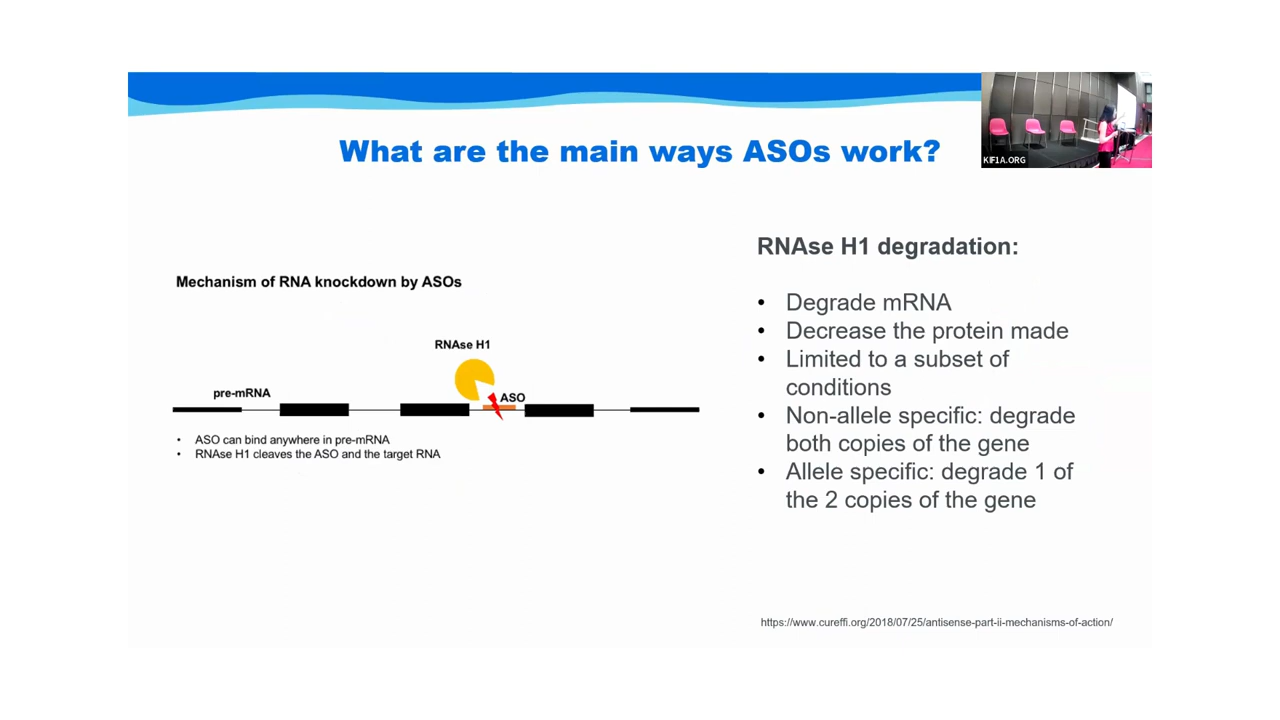 What are the main ways ASOs work?
KIF1A.ORG
Mechanism of RNA knockdown by ASOs
RNAse H1
pre-mRNA
ASO
• ASO can bind anywhere in pre-mRNA
• RNAse H1 cleaves the ASO and the target RNA
RNAse H1 degradation:
• Degrade mRNA
• Decrease the protein made
• Limited to a subset of
conditions
• Non-allele specific: degrade
both copies of the gene
• Allele specific: degrade 1 of
the 2 copies of the gene
https://www.cureffi.org/2018/07/25/antisense-part-ii-mechanisms-of-action/